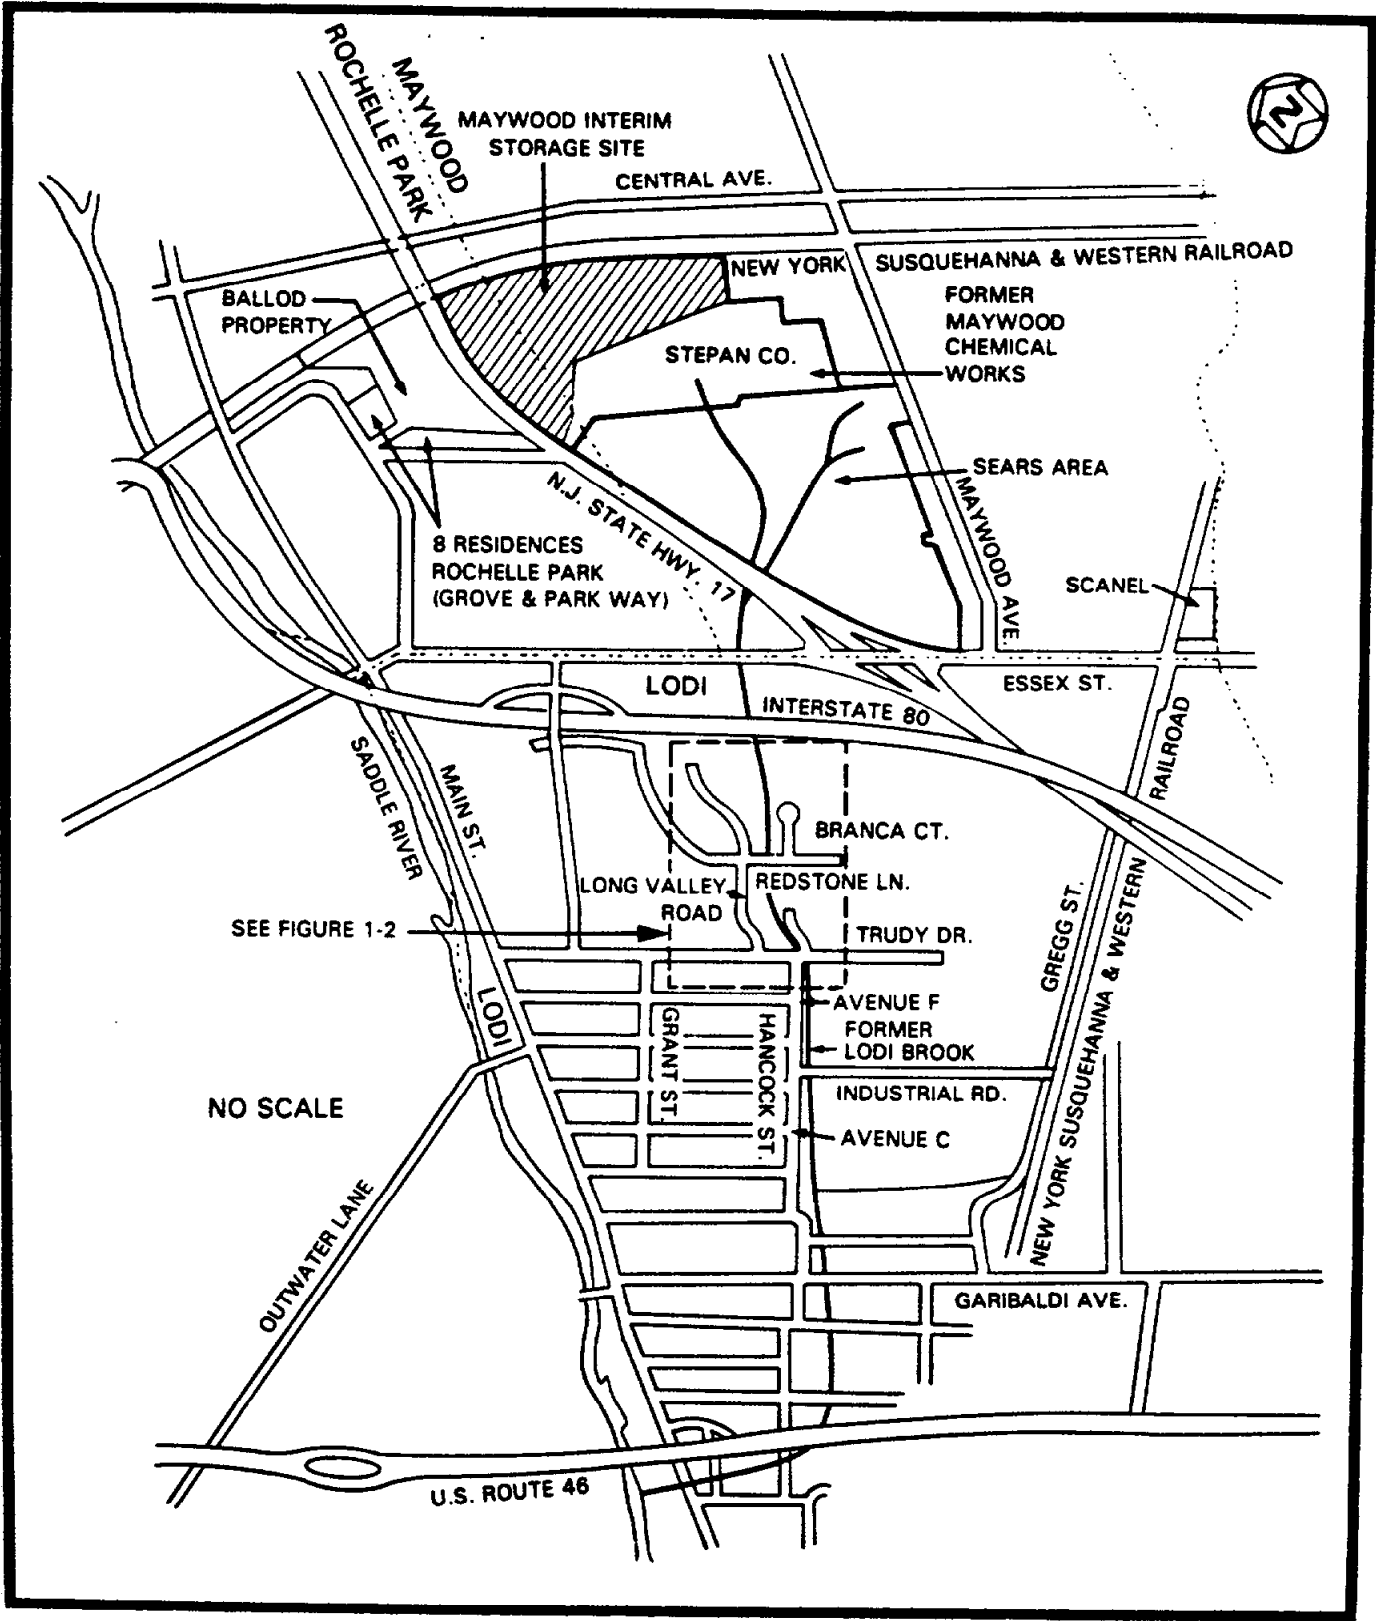 MAYWOOD
ROCHELLE PARK
MAYWOOD INTERIM
STORAGE SITE
N
CENTRAL AVE.
NEW YORK SUSQUEHANNA & WESTERN RAILROAD
BALLOD
PROPERTY
FORMER
MAYWOOD
CHEMICAL
WORKS
STEPAN CO.
SEARS AREA
N.J. STATE HWY. 17
MAYWOOD AVE.
8 RESIDENCES
ROCHELLE PARK
(GROVE & PARK WAY)
SCANEL
LODI
ESSEX ST.
INTERSTATE 80
SADDLE RIVER
MAIN ST.
BRANCA CT.
LONG VALLEY
ROAD
REDSTONE LN.
SEE FIGURE 1-2
TRUDY DR.
LODI
GRANT ST.
HANCOCK ST.
AVENUE F
FORMER
LODI BROOK
GREGG ST.
NEW YORK SUSQUEHANNA & WESTERN RAILROAD
INDUSTRIAL RD.
NO SCALE
AVENUE C
OUTWATER LANE
GARIBALDI AVE.
U.S. ROUTE 46